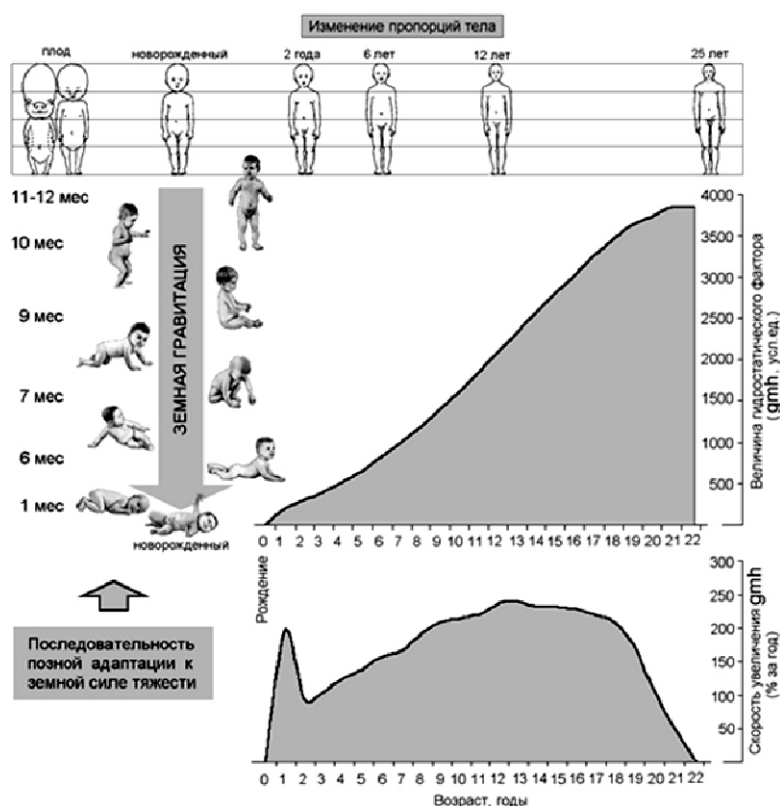 Изменение пропорций тела
плод новорожденный 2 года 6 лет 12 лет 25 лет
11-12 мес
10 мес
9 мес
7 мес
6 мес
1 мес
ЗЕМНАЯ ГРАВИТАЦИЯ
новорожденный
Последовательность
позной адаптации к
земной силе тяжести
4000
3500
3000
2500
2000
1500
1000
500
Величина гидростатического фактора
(gmh, усл.ед.)
0 1 2 3 4 5 6 7 8 9 10 11 12 13 14 15 16 17 18 19 20 21 22
Рождение
300
250
200
150
100
50
Скорость увеличения gmh
(% за год)
0 1 2 3 4 5 6 7 8 9 10 11 12 13 14 15 16 17 18 19 20 21 22
Возраст, годы